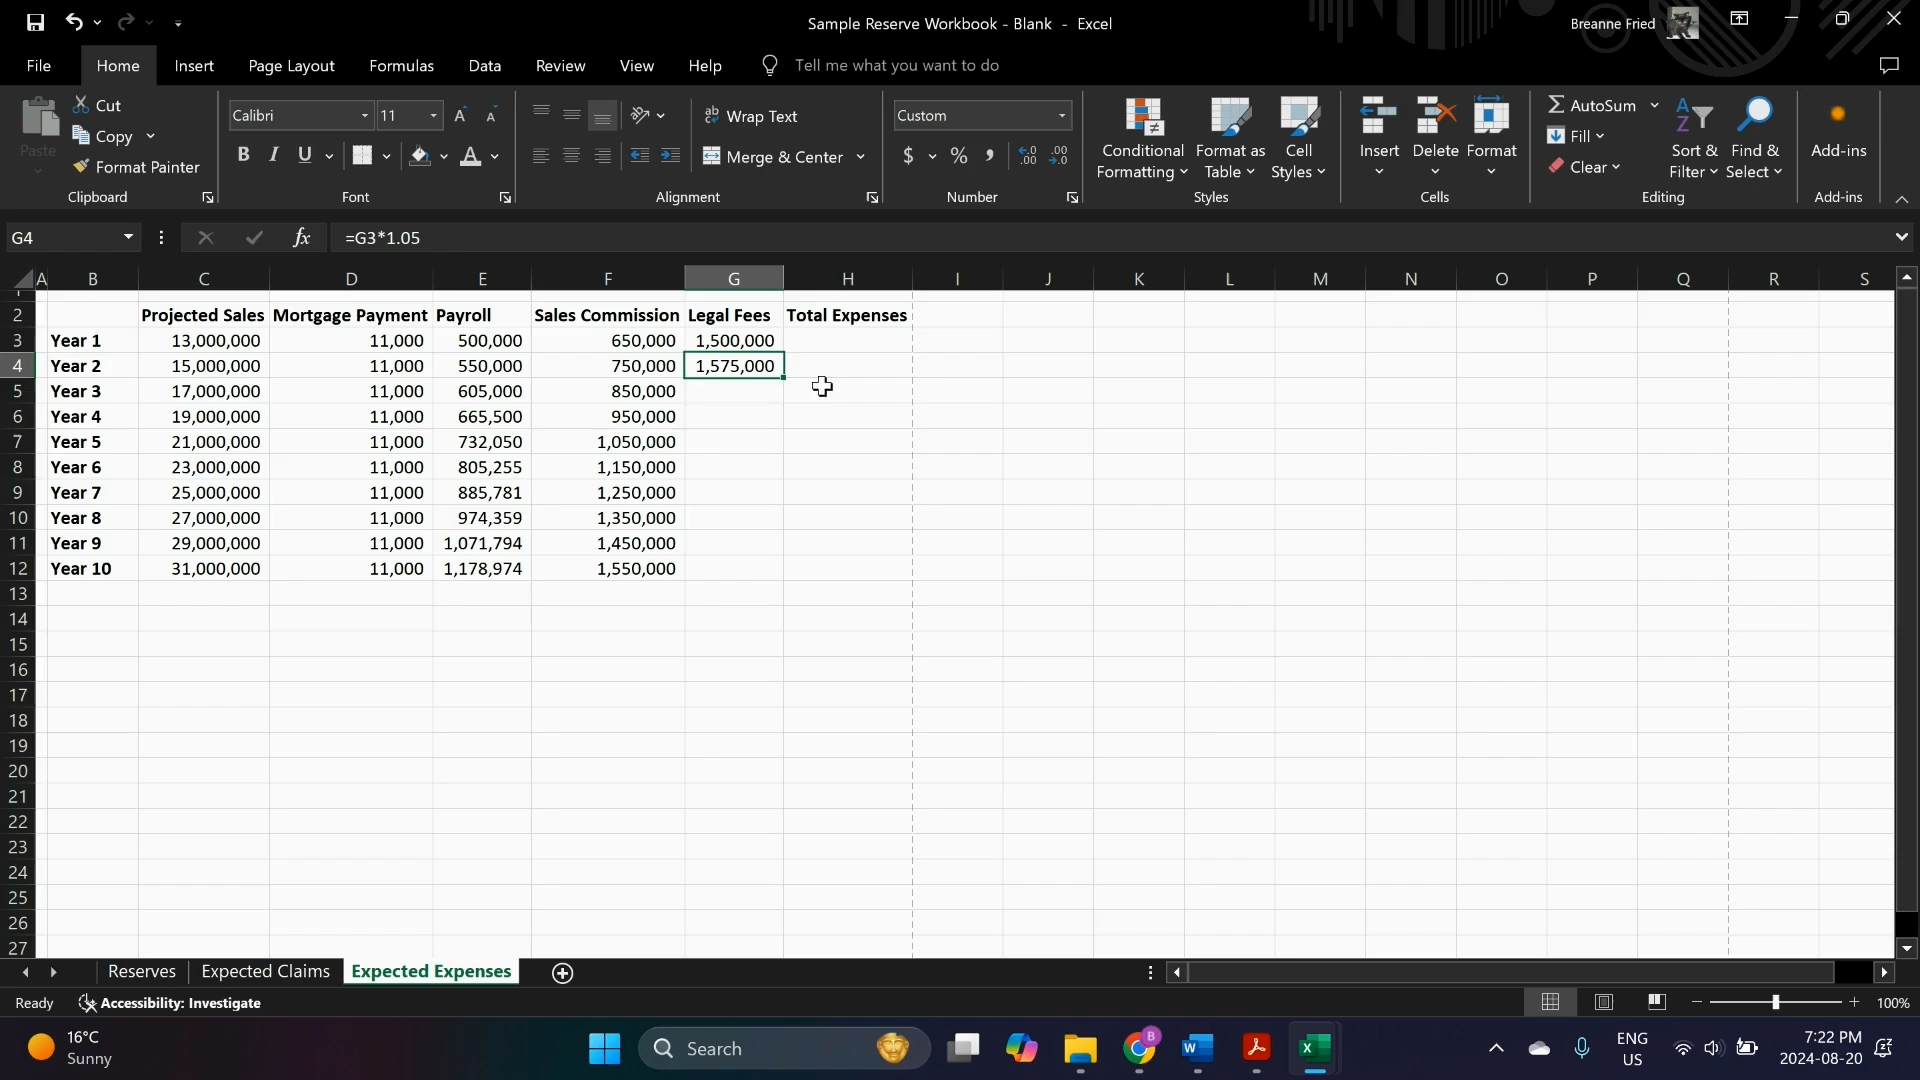 Sample Reserve Workbook - Blank - Excel
Breanne Fried
File Home Insert Page Layout Formulas Data Review View Help Tell me what you want to do
Paste
Cut
Copy
Format Painter
Clipboard
Calibri 11
B I U
Font
Wrap Text
Merge & Center
Alignment
Custom
$ % ,
Number
Conditional Formatting
Format as Table
Cell Styles
Styles
Insert Delete Format
Cells
AutoSum
Fill
Clear
Sort & Filter
Find & Select
Editing
Add-ins
Add-ins
G4 fx =G3*1.05
A B C D E F G H I J K L M N O P Q R S
2 Projected Sales Mortgage Payment Payroll Sales Commission Legal Fees Total Expenses
3 Year 1 13,000,000 11,000 500,000 650,000 1,500,000
4 Year 2 15,000,000 11,000 550,000 750,000 1,575,000
5 Year 3 17,000,000 11,000 605,000 850,000
6 Year 4 19,000,000 11,000 665,500 950,000
7 Year 5 21,000,000 11,000 732,050 1,050,000
8 Year 6 23,000,000 11,000 805,255 1,150,000
9 Year 7 25,000,000 11,000 885,781 1,250,000
10 Year 8 27,000,000 11,000 974,359 1,350,000
11 Year 9 29,000,000 11,000 1,071,794 1,450,000
12 Year 10 31,000,000 11,000 1,178,974 1,550,000
13
14
15
16
17
18
19
20
21
22
23
24
25
26
27
Reserves Expected Claims Expected Expenses
Ready Accessibility: Investigate 100%
16°C
Sunny
Search
ENG
US
7:22 PM
2024-08-20